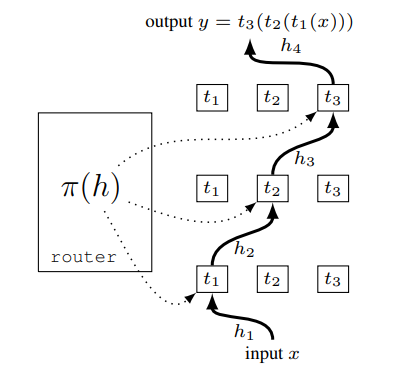 output y = t₃(t₂(t₁(x)))
h₄
t₁ t₂ t₃
h₃
π(h)
t₁ t₂ t₃
router
h₂
t₁ t₂ t₃
h₁
input x